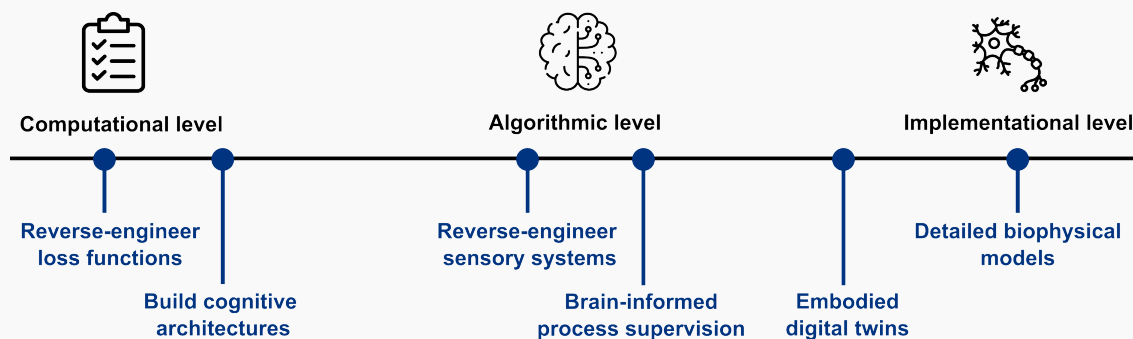 Computational level
Algorithmic level
Implementational level
Reverse-engineer
loss functions
Build cognitive
architectures
Reverse-engineer
sensory systems
Brain-informed
process supervision
Embodied
digital twins
Detailed biophysical
models